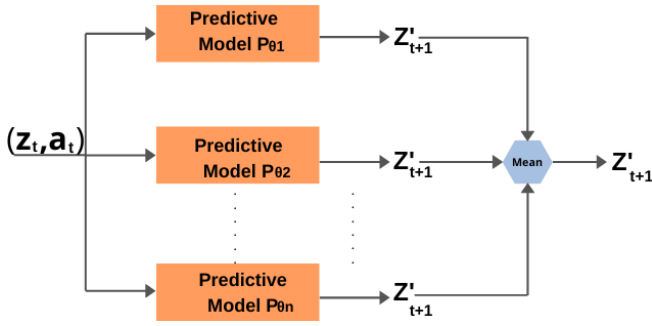 Predictive
Model Pθ1
Z't+1
(zt,at)
Predictive
Model Pθ2
Z't+1
Mean
Z't+1
Predictive
Model Pθn
Z't+1